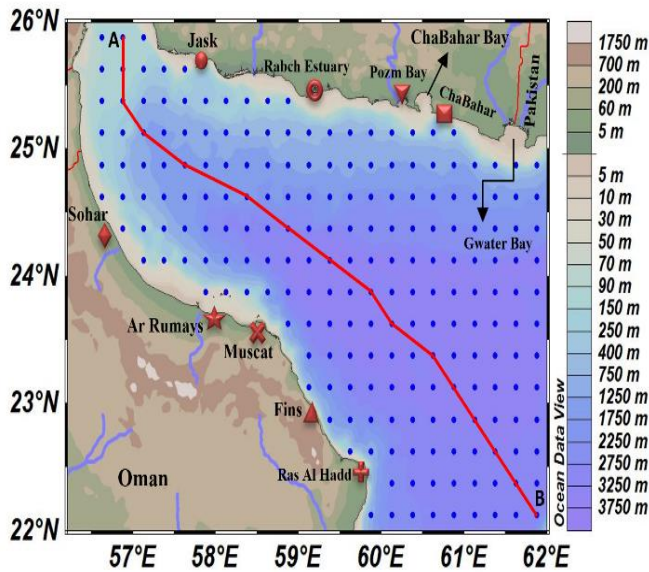 26°N
25°N
24°N
23°N
22°N
57°E
58°E
59°E
60°E
61°E
62°E
A
Jask
Rabch Estuary
Pozm Bay
ChaBahar Bay
ChaBahar
Pakistan
Gwater Bay
Sohar
Ar Rumays
Muscat
Fins
Ras Al Hadd
Oman
B
Ocean Data View
1750 m
700 m
200 m
60 m
5 m
5 m
10 m
30 m
50 m
70 m
90 m
150 m
250 m
400 m
750 m
1250 m
1750 m
2250 m
2750 m
3250 m
3750 m